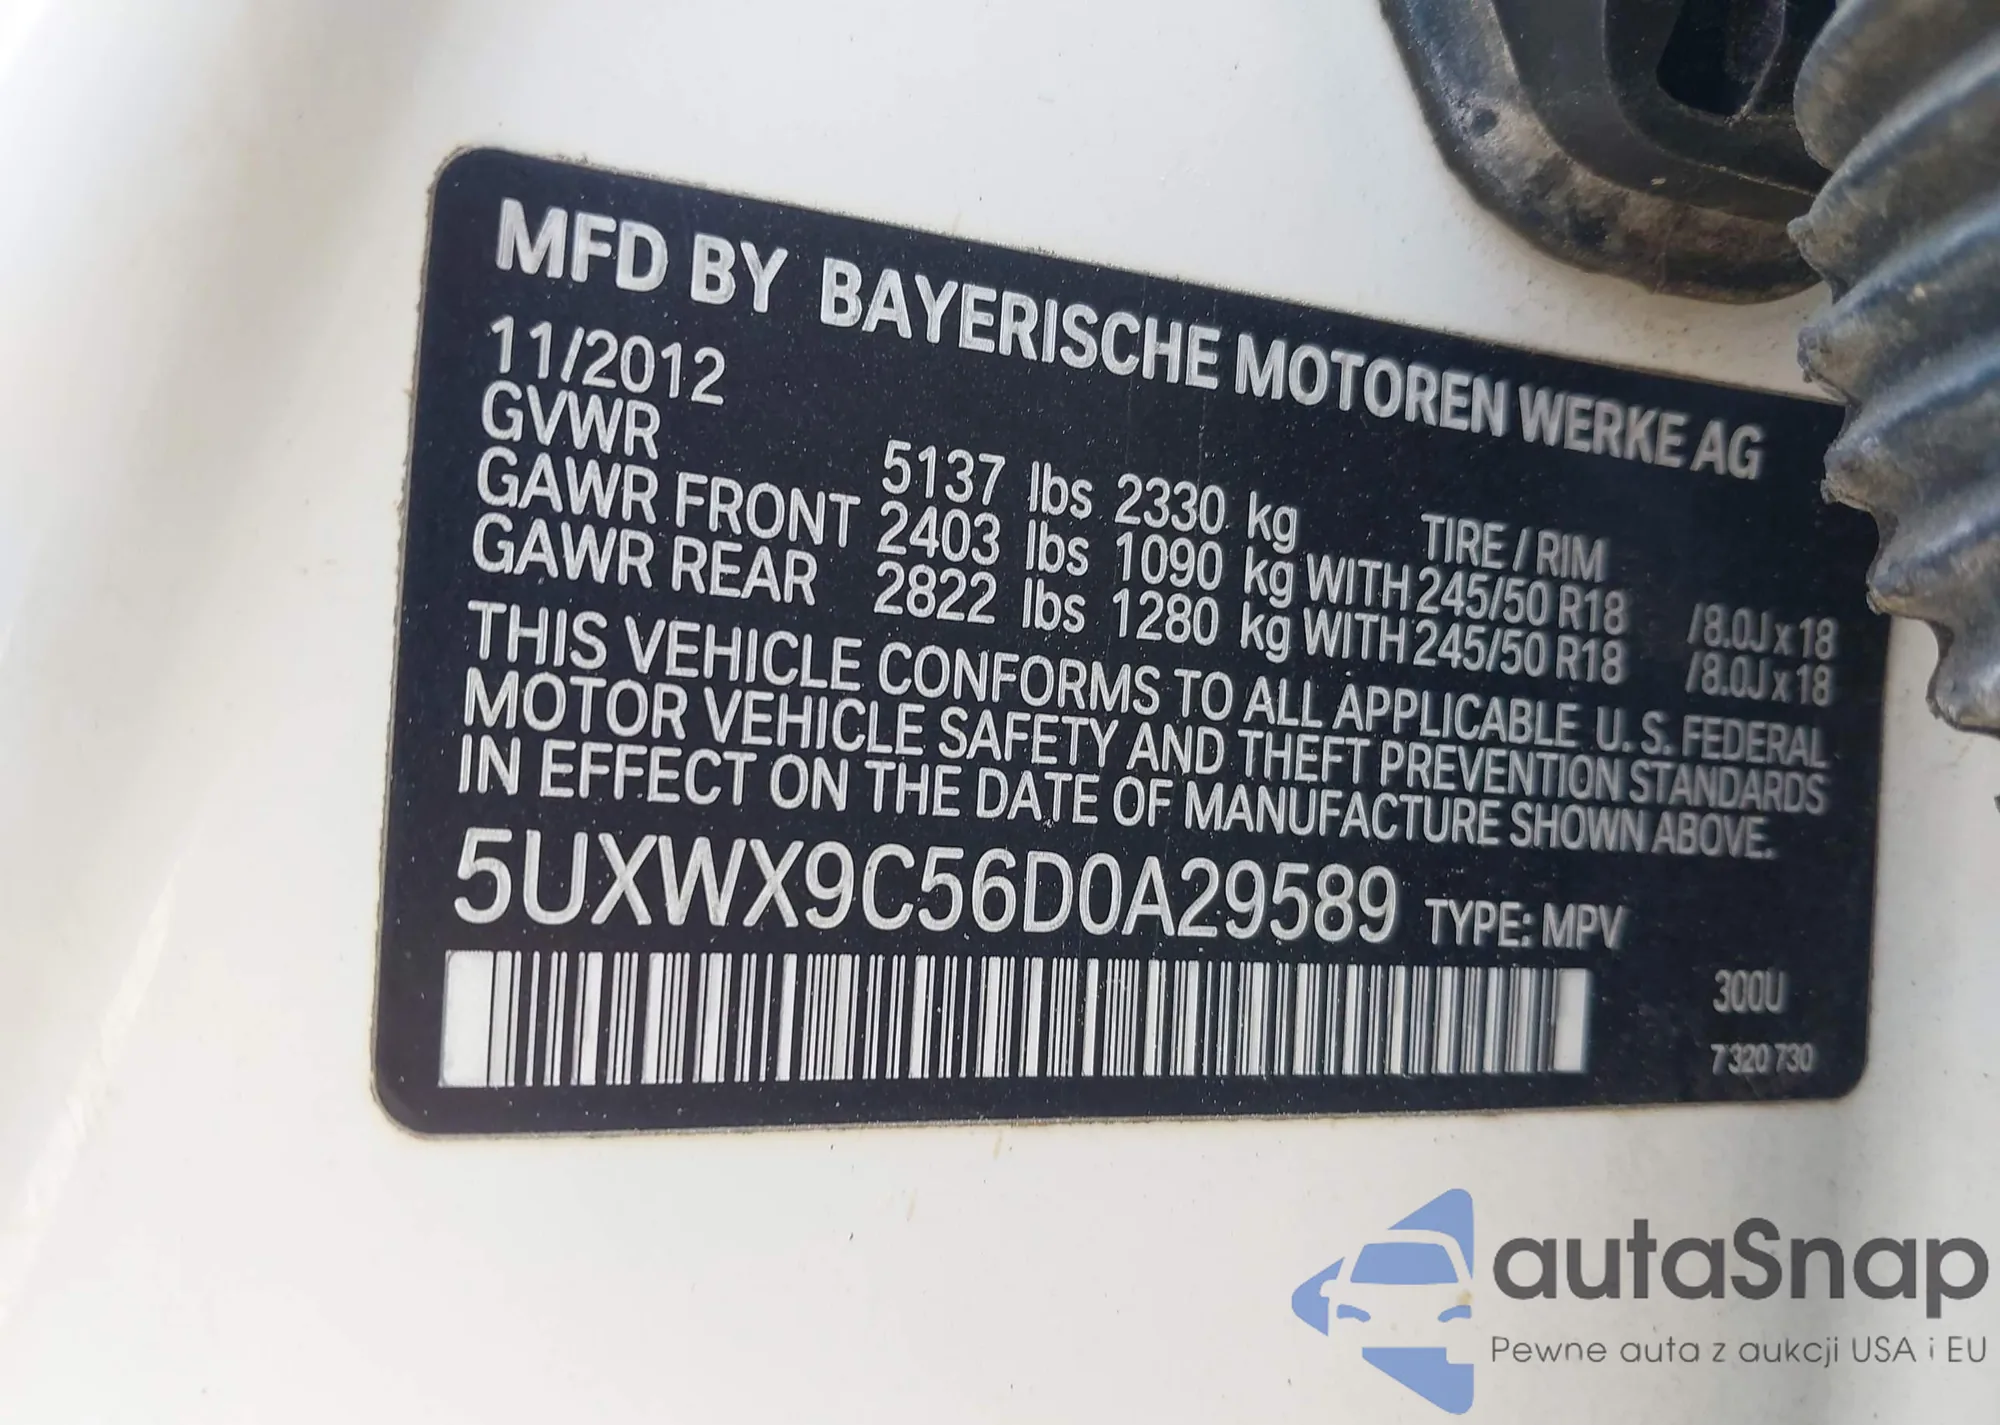 MFD BY BAYERISCHE MOTOREN WERKE AG
11/2012
GVWR 5137 lbs 2330 kg TIRE / RIM
GAWR FRONT 2403 lbs 1090 kg WITH 245/50 R18 /8.0J x 18
GAWR REAR 2822 lbs 1280 kg WITH 245/50 R18 /8.0J x 18
THIS VEHICLE CONFORMS TO ALL APPLICABLE U.S. FEDERAL
MOTOR VEHICLE SAFETY AND THEFT PREVENTION STANDARDS
IN EFFECT ON THE DATE OF MANUFACTURE SHOWN ABOVE.
5UXWX9C56D0A29589 TYPE: MPV
300U
7 320 730
autaSnap
Pewne auta z aukcji USA i EU